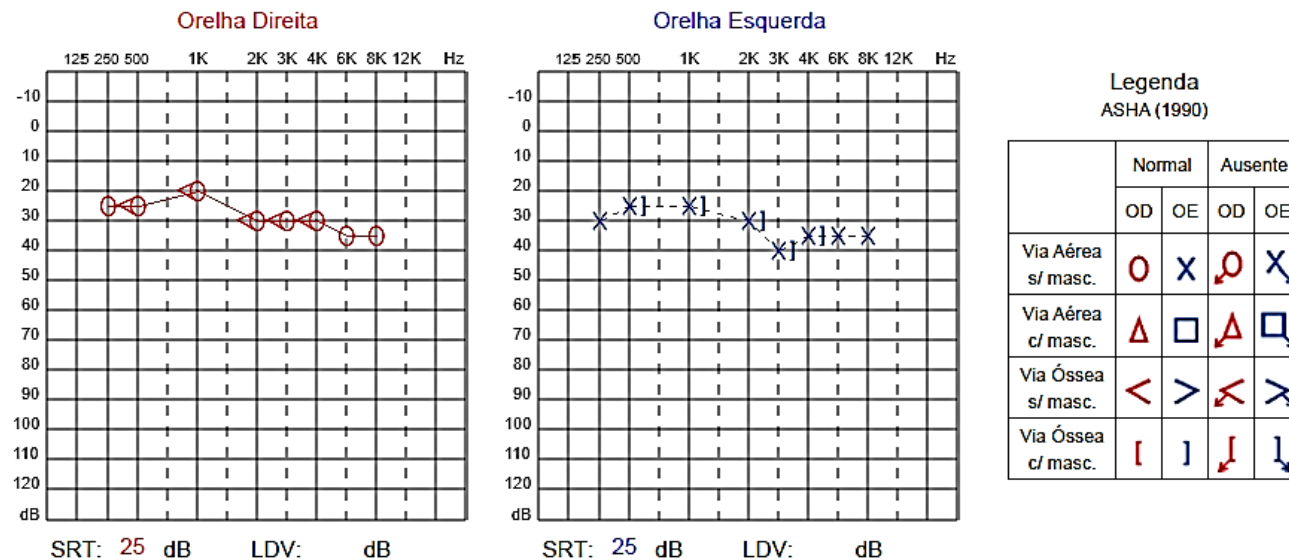 Orelha Direita
125 250 500 1K 2K 3K 4K 6K 8K 12K Hz
-10
0
10
20
30
40
50
60
70
80
90
100
110
120
dB
SRT: 25 dB LDV: dB
Orelha Esquerda
125 250 500 1K 2K 3K 4K 6K 8K 12K Hz
-10
0
10
20
30
40
50
60
70
80
90
100
110
120
dB
SRT: 25 dB LDV: dB
Legenda
ASHA (1990)
Normal Ausente
OD OE OD OE
Via Aérea
s/ masc.
Via Aérea
c/ masc.
Via Óssea
s/ masc.
Via Óssea
c/ masc.